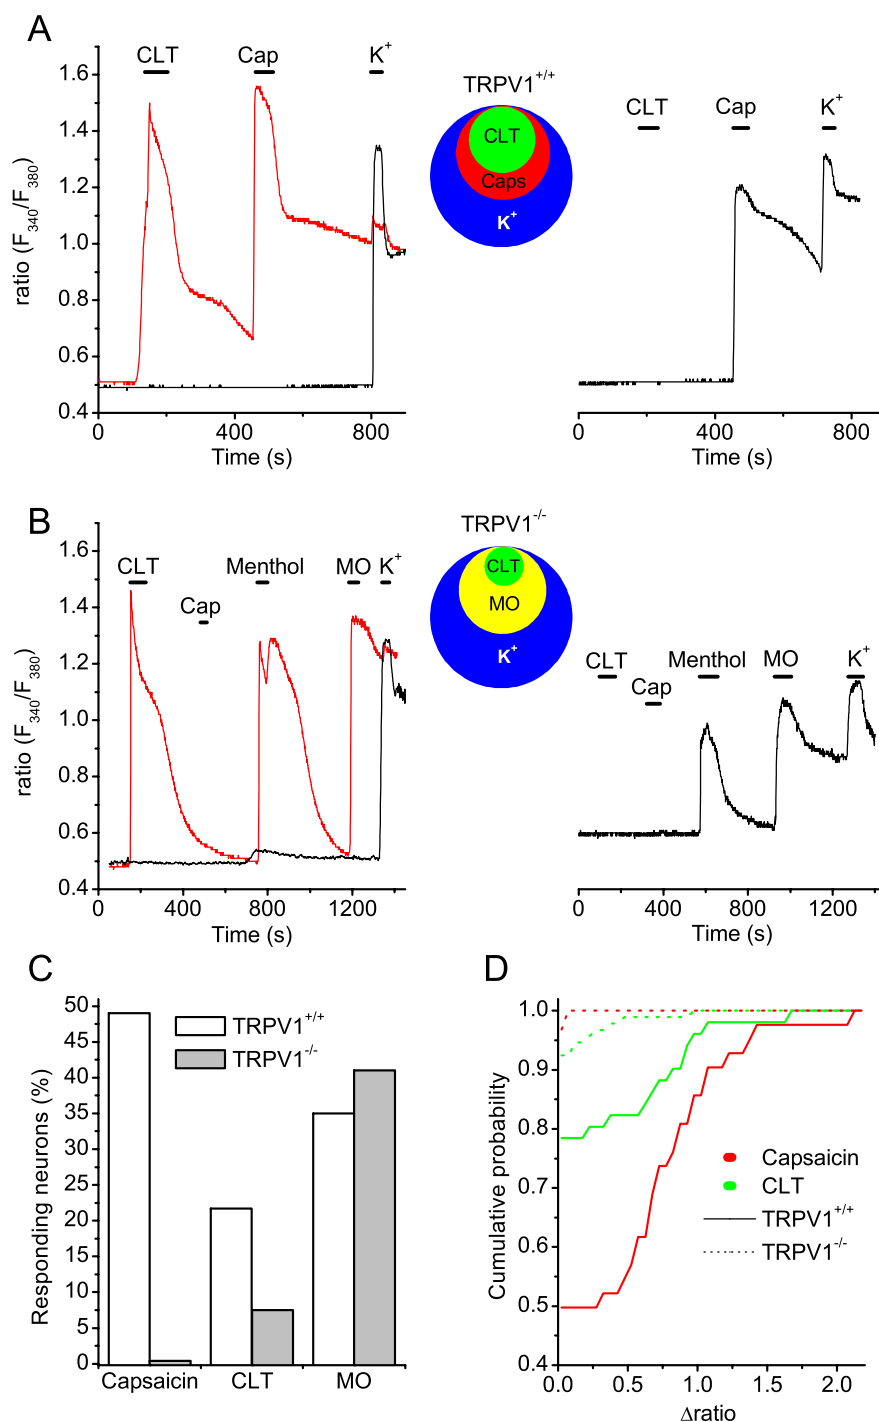 A
CLT Cap K+
1.6
1.4
1.2
1.0
0.8
0.6
0.4
ratio (F340/F380)
0 400 800
Time (s)
TRPV1+/+
CLT
Caps
K+
CLT Cap K+
0 400 800
Time (s)
B
CLT Cap Menthol MO K+
1.6
1.4
1.2
1.0
0.8
0.6
0.4
ratio (F340/F380)
0 400 800 1200
Time (s)
TRPV1-/-
CLT
MO
K+
CLT Cap Menthol MO K+
0 400 800 1200
Time (s)
C
50
45
40
35
30
25
20
15
10
5
0
Responding neurons (%)
TRPV1+/+
TRPV1-/-
Capsaicin CLT MO
D
1.0
0.9
0.8
0.7
0.6
0.5
0.4
Cumulative probability
Capsaicin
CLT
TRPV1+/+
TRPV1-/-
0.0 0.5 1.0 1.5 2.0
Δratio